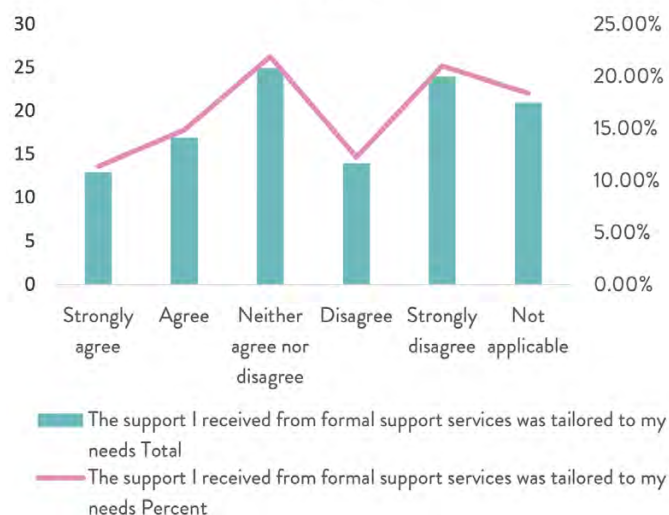 30
25
20
15
10
5
0
25.00%
20.00%
15.00%
10.00%
5.00%
0.00%
Strongly agree
Agree
Neither agree nor disagree
Disagree
Strongly disagree
Not applicable
The support I received from formal support services was tailored to my
needs Total
The support I received from formal support services was tailored to my
needs Percent